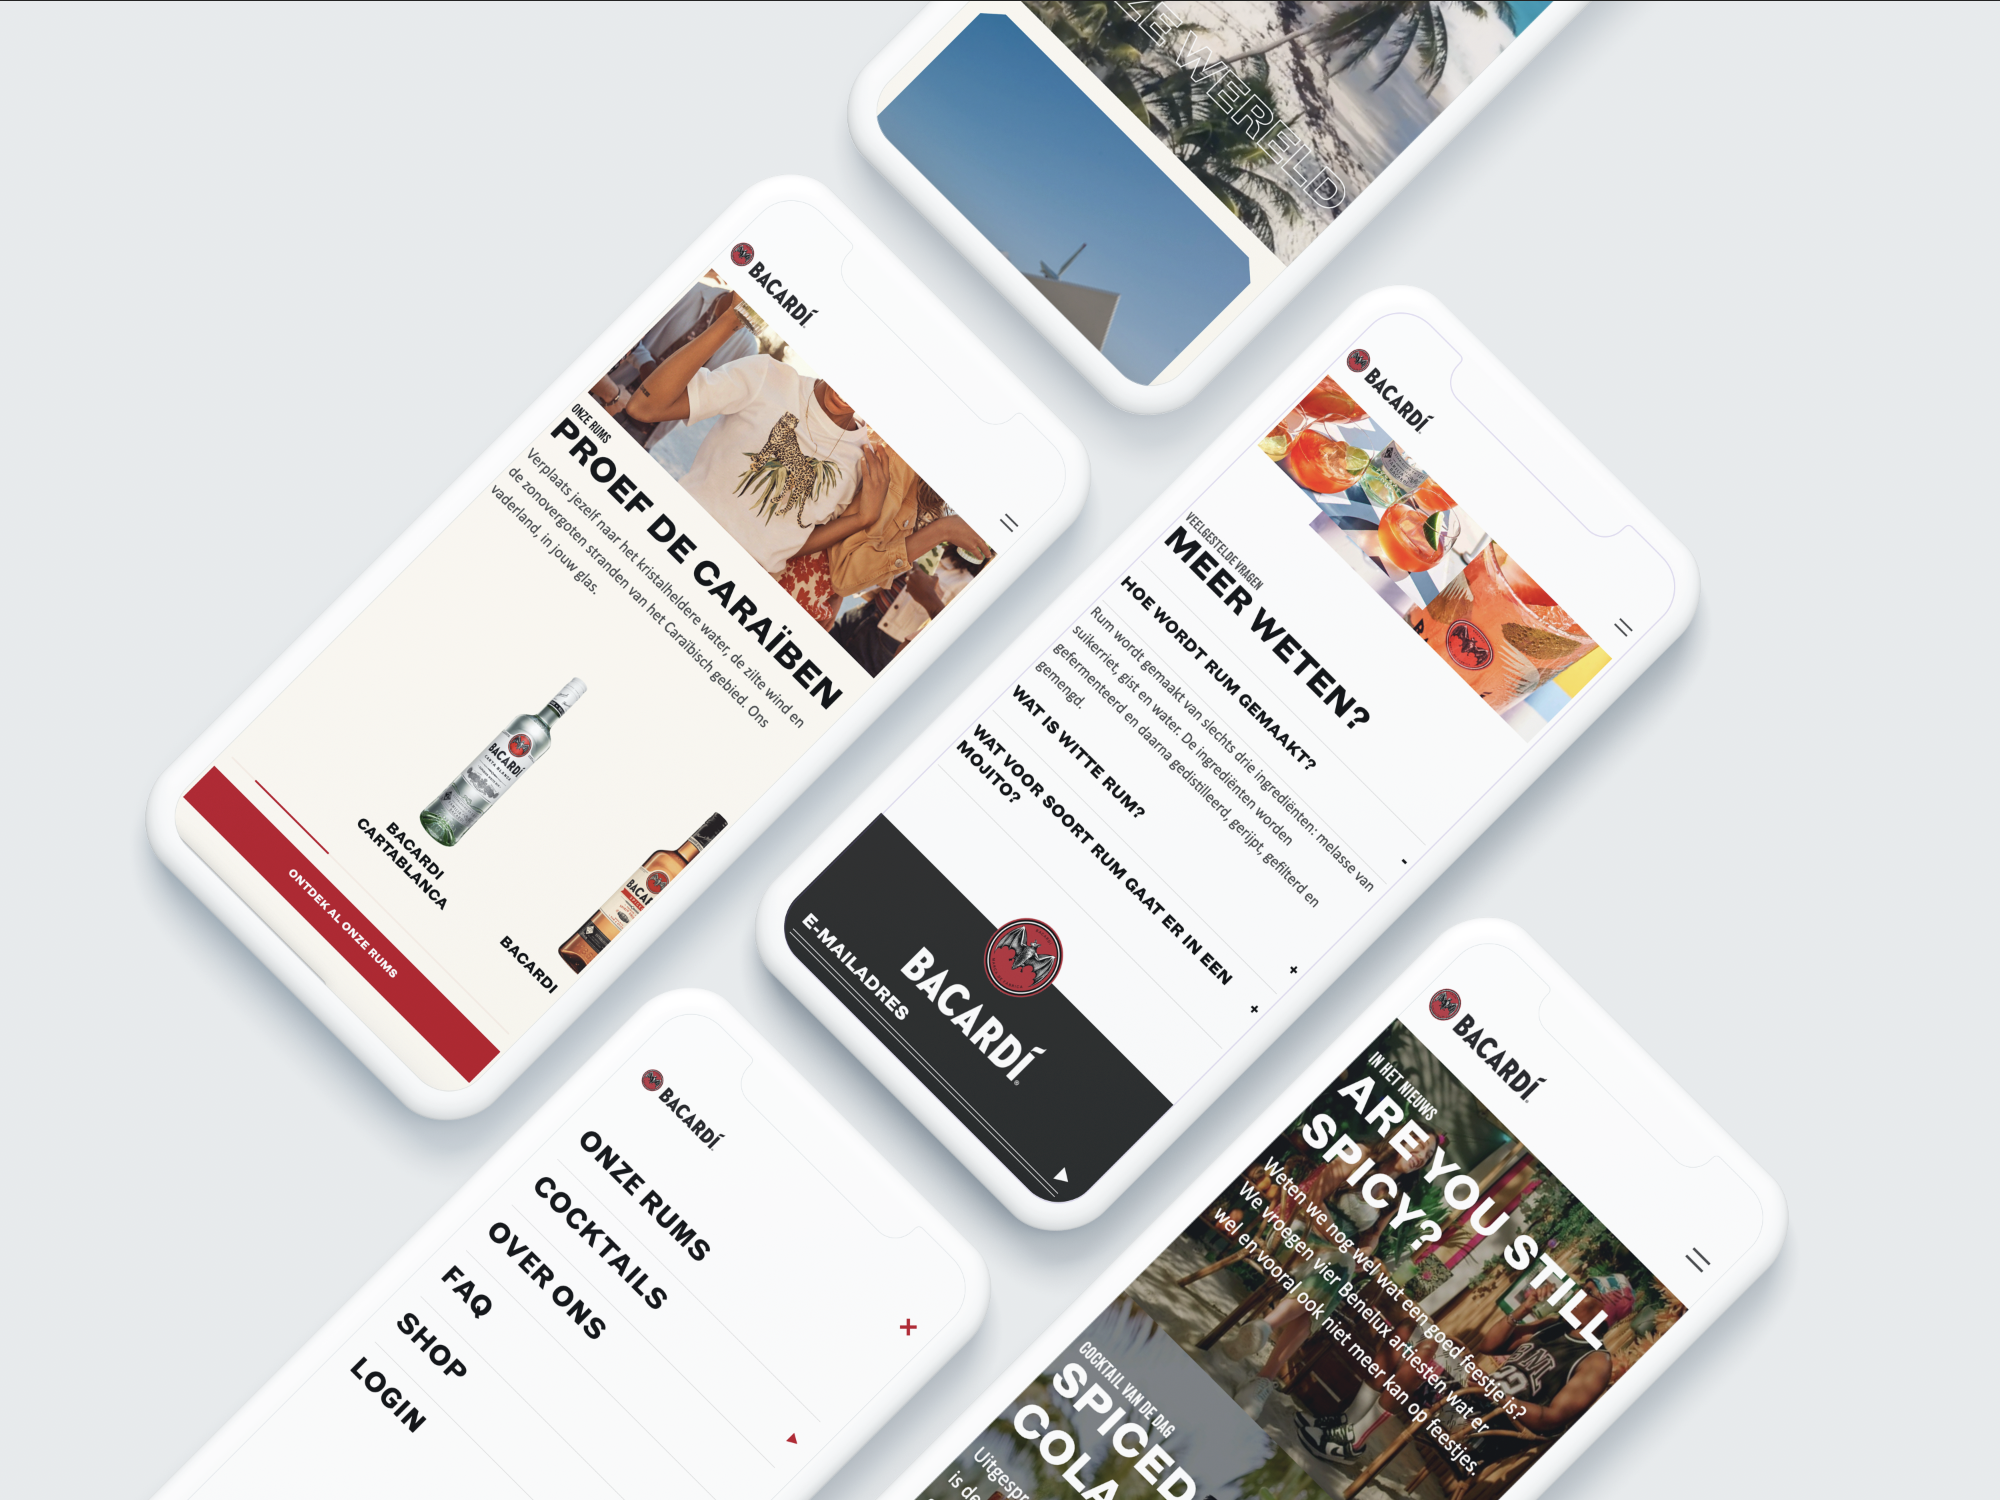 ZE WERELD
BACARDÍ
ONZE RUMS
PROEF DE CARAÏBEN
Verplaats jezelf naar het kristalheldere water, de zilte wind en
de zonovergoten stranden van het Caraïbisch gebied. Ons
vaderland, in jouw glas.
BACARDÍ
CARTA BLANCA
BACARDI
CARTABLANCA
BACAR
BACARDI
ONTDEK AL ONZE RUMS
BACARDÍ
VEELGESTELDE VRAGEN
MEER WETEN?
HOE WORDT RUM GEMAAKT?
-
Rum wordt gemaakt van slechts drie ingrediënten: melasse van
suikerriet, gist en water. De ingrediënten worden
gefermenteerd en daarna gedistilleerd, gerijpt, gefilterd en
gemengd.
WAT IS WITTE RUM?
+
WAT VOOR SOORT RUM GAAT ER IN EEN
MOJITO?
+
BACARDÍ
E-MAILADRES
BACARDÍ
ONZE RUMS
+
COCKTAILS
OVER ONS
FAQ
SHOP
LOGIN
BACARDÍ
IN HET NIEUWS
ARE YOU STILL
SPICY?
Weten we nog wel wat een goed feestje is?
We vroegen vier Benelux artiesten wat er
wel en vooral ook niet meer kan op feestjes.
COCKTAIL VAN DE DAG
SPICED
COLA
Uitgespr
is de